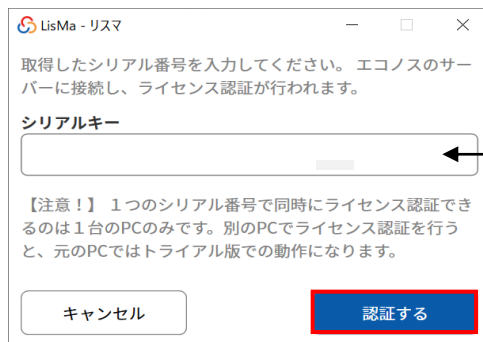 LisMa - リスマ
取得したシリアル番号を入力してください。 エコノスのサー
バーに接続し、ライセンス認証が行われます。
シリアルキー
【注意！】 １つのシリアル番号で同時にライセンス認証でき
るのは１台のPCのみです。別のPCでライセンス認証を行う
と、元のPCではトライアル版での動作になります。
キャンセル
認証する